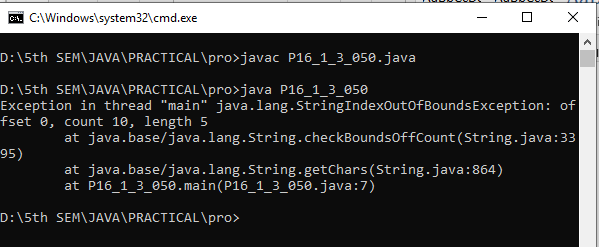 C:\Windows\system32\cmd.exe
D:\5th SEM\JAVA\PRACTICAL\pro>javac P16_1_3_050.java
D:\5th SEM\JAVA\PRACTICAL\pro>java P16_1_3_050
Exception in thread "main" java.lang.StringIndexOutOfBoundsException: of
fset 0, count 10, length 5
at java.base/java.lang.String.checkBoundsOffCount(String.java:33
95)
at java.base/java.lang.String.getChars(String.java:864)
at P16_1_3_050.main(P16_1_3_050.java:7)
D:\5th SEM\JAVA\PRACTICAL\pro>